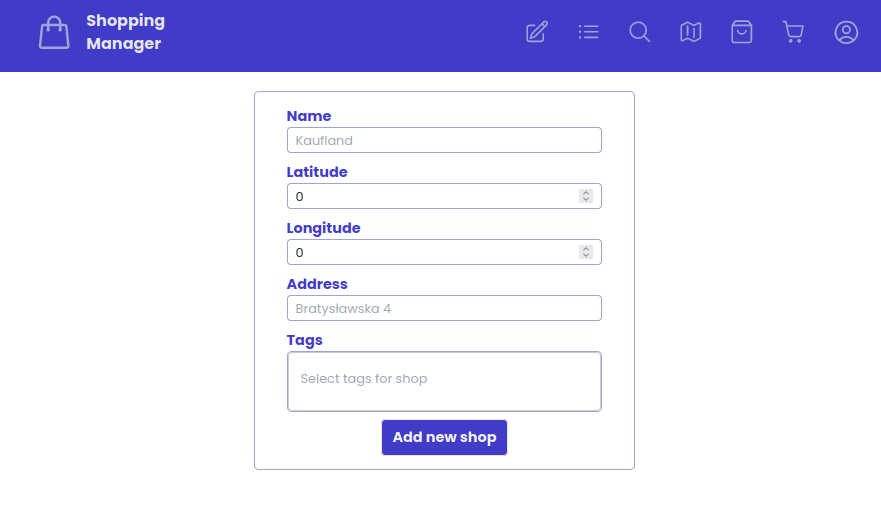 Shopping
Manager
Name
Kaufland
Latitude
0
Longitude
0
Address
Bratysławska 4
Tags
Select tags for shop
Add new shop